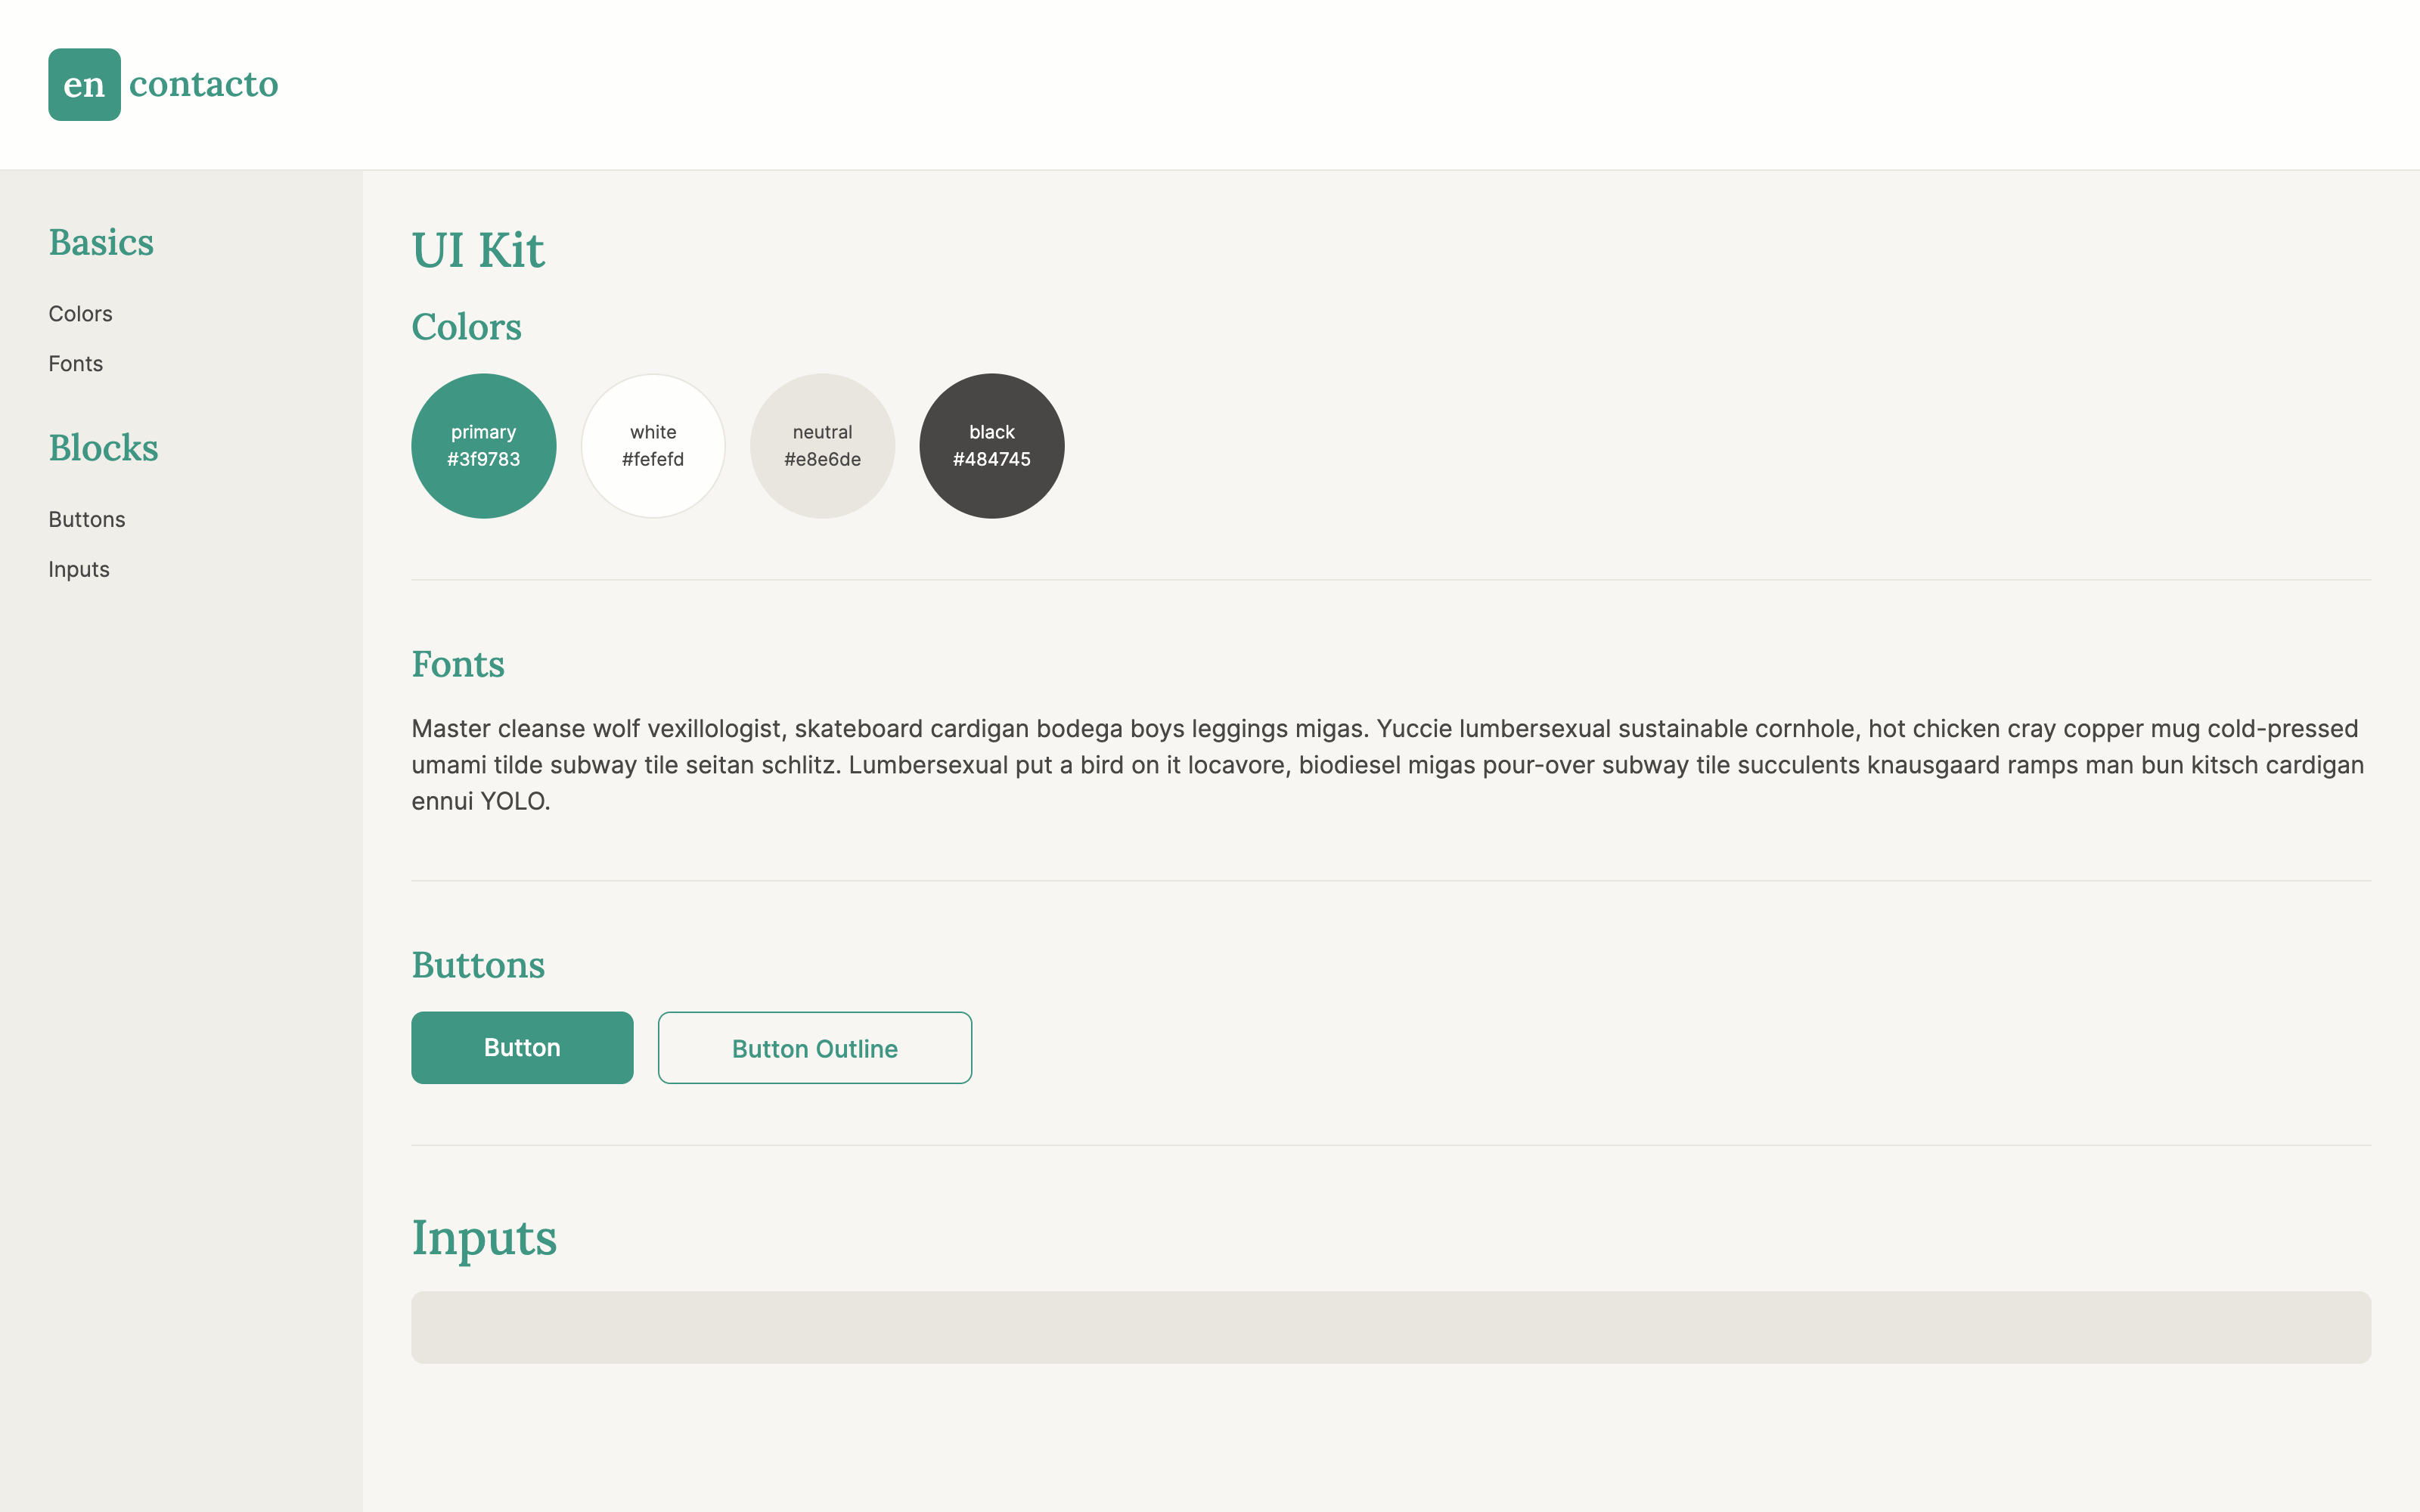 en contacto
Basics
Colors
Fonts
Blocks
Buttons
Inputs
UI Kit
Colors
primary
#3f9783
white
#fefefd
neutral
#e8e6de
black
#484745
Fonts
Master cleanse wolf vexillologist, skateboard cardigan bodega boys leggings migas. Yuccie lumbersexual sustainable cornhole, hot chicken cray copper mug cold-pressed
umami tilde subway tile seitan schlitz. Lumbersexual put a bird on it locavore, biodiesel migas pour-over subway tile succulents knausgaard ramps man bun kitsch cardigan
ennui YOLO.
Buttons
Button
Button Outline
Inputs